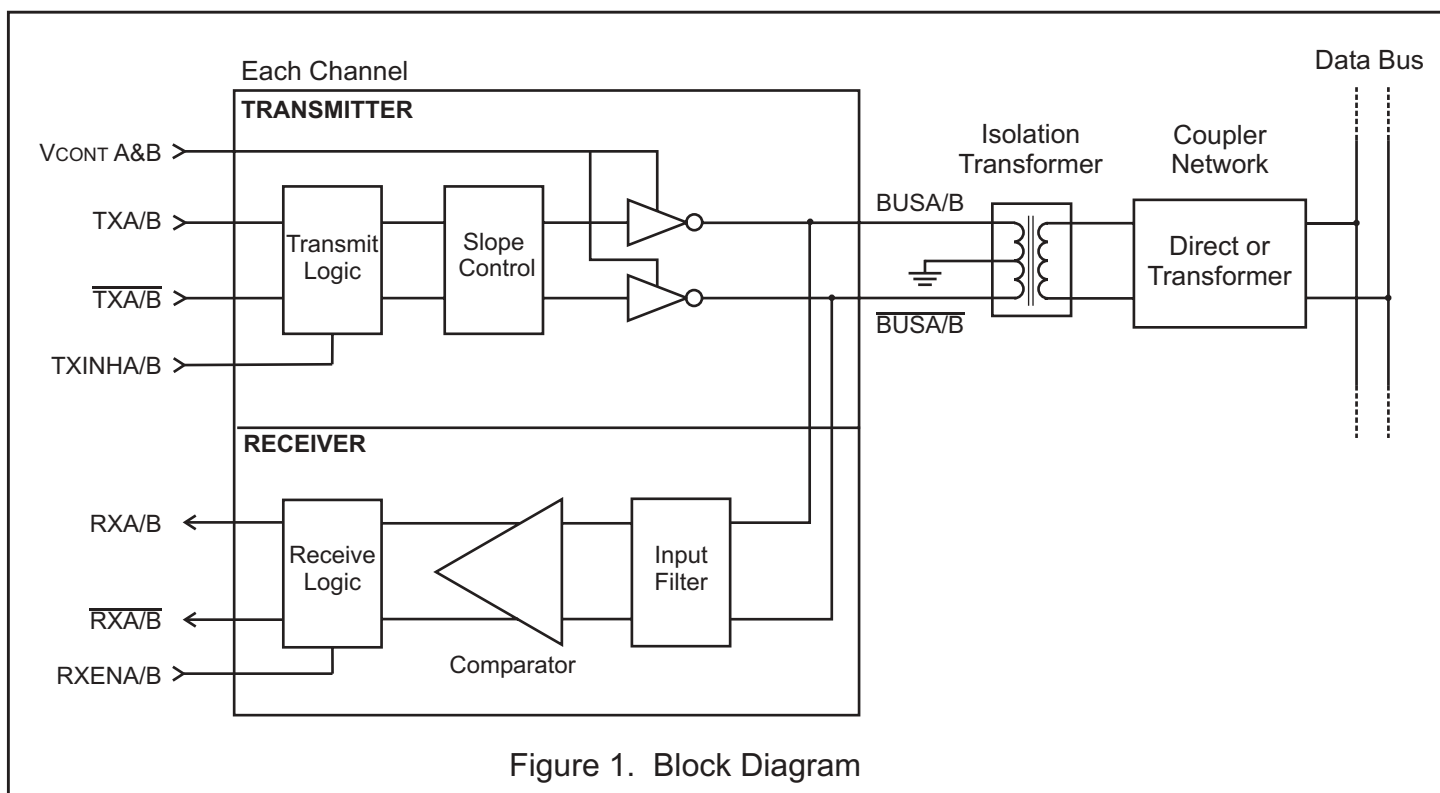 Each Channel
Data Bus
TRANSMITTER
VCONT A&B
TXA/B
TXA/B
TXINHA/B
Transmit
Logic
Slope
Control
BUSA/B
BUSA/B
Isolation
Transformer
Coupler
Network
Direct or
Transformer
RECEIVER
RXA/B
RXA/B
RXENA/B
Receive
Logic
Comparator
Input
Filter
Figure 1. Block Diagram